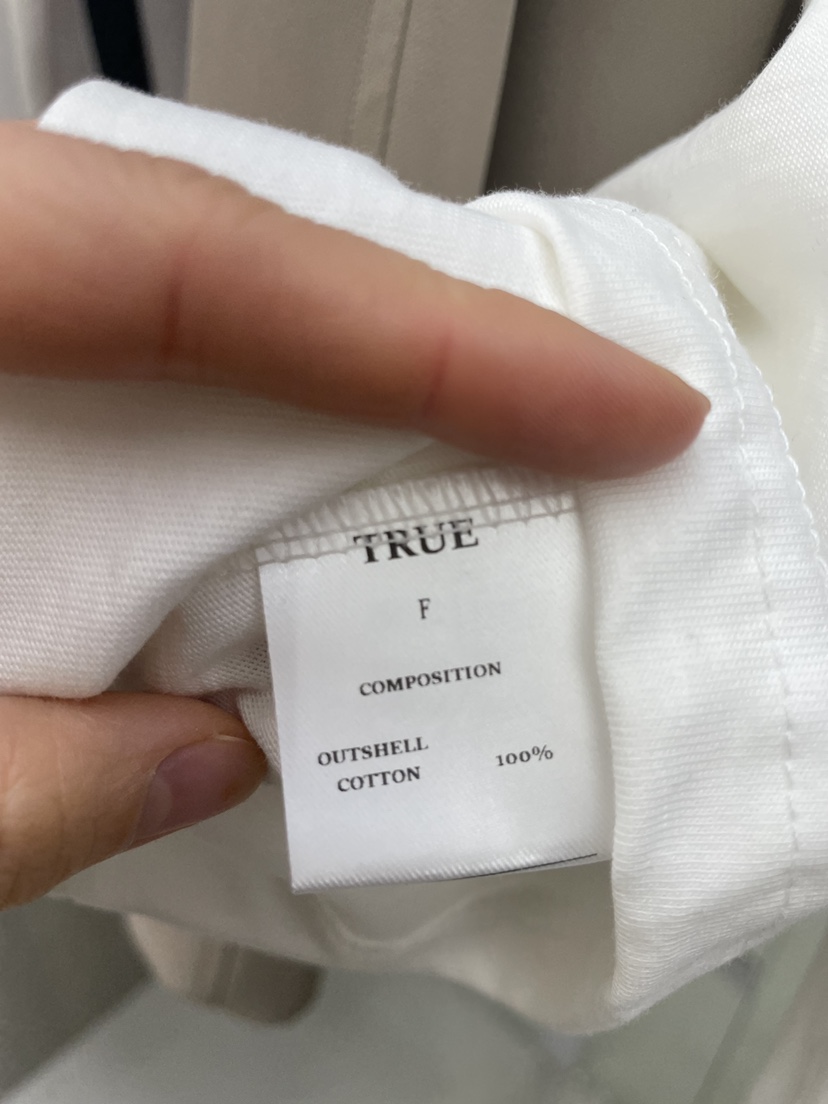 TRUE
F
COMPOSITION
OUTSHELL
COTTON 100%